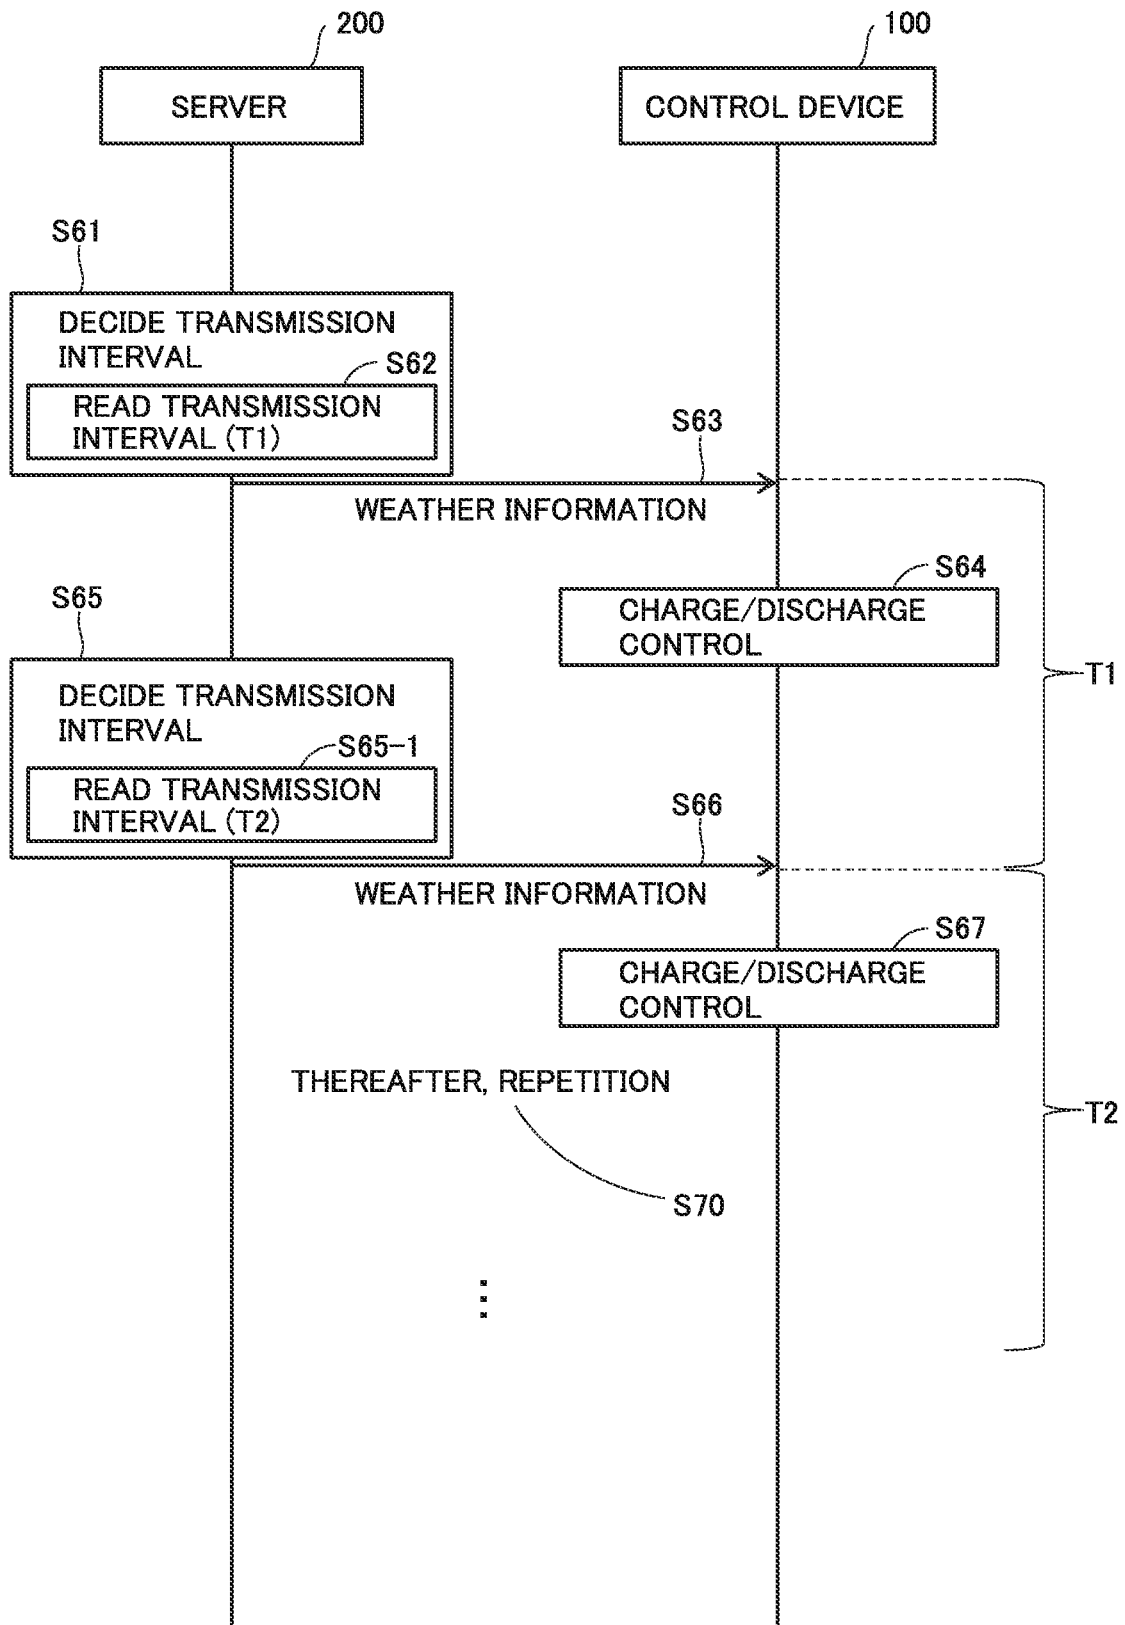 200
100
SERVER
CONTROL DEVICE
S61
DECIDE TRANSMISSION
INTERVAL
S62
READ TRANSMISSION
INTERVAL (T1)
S63
WEATHER INFORMATION
S64
CHARGE/DISCHARGE
CONTROL
T1
S65
DECIDE TRANSMISSION
INTERVAL
S65-1
READ TRANSMISSION
INTERVAL (T2)
S66
WEATHER INFORMATION
S67
CHARGE/DISCHARGE
CONTROL
THEREAFTER, REPETITION
T2
S70